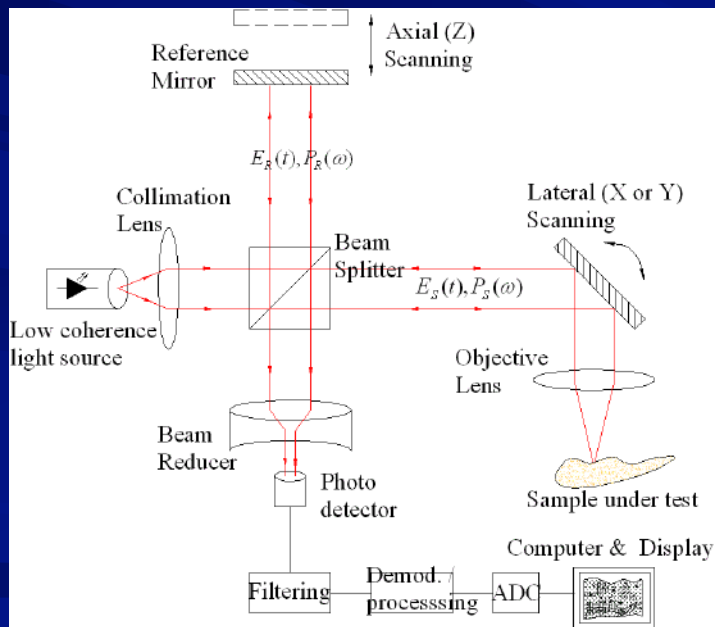 Axial (Z)
Scanning
Reference
Mirror
E_R(t), P_R(ω)
Collimation
Lens
Lateral (X or Y)
Scanning
Beam
Splitter
E_S(t), P_S(ω)
Low coherence
light source
Objective
Lens
Beam
Reducer
Photo
detector
Sample under test
Computer & Display
Filtering
Demod. /
processsing
ADC